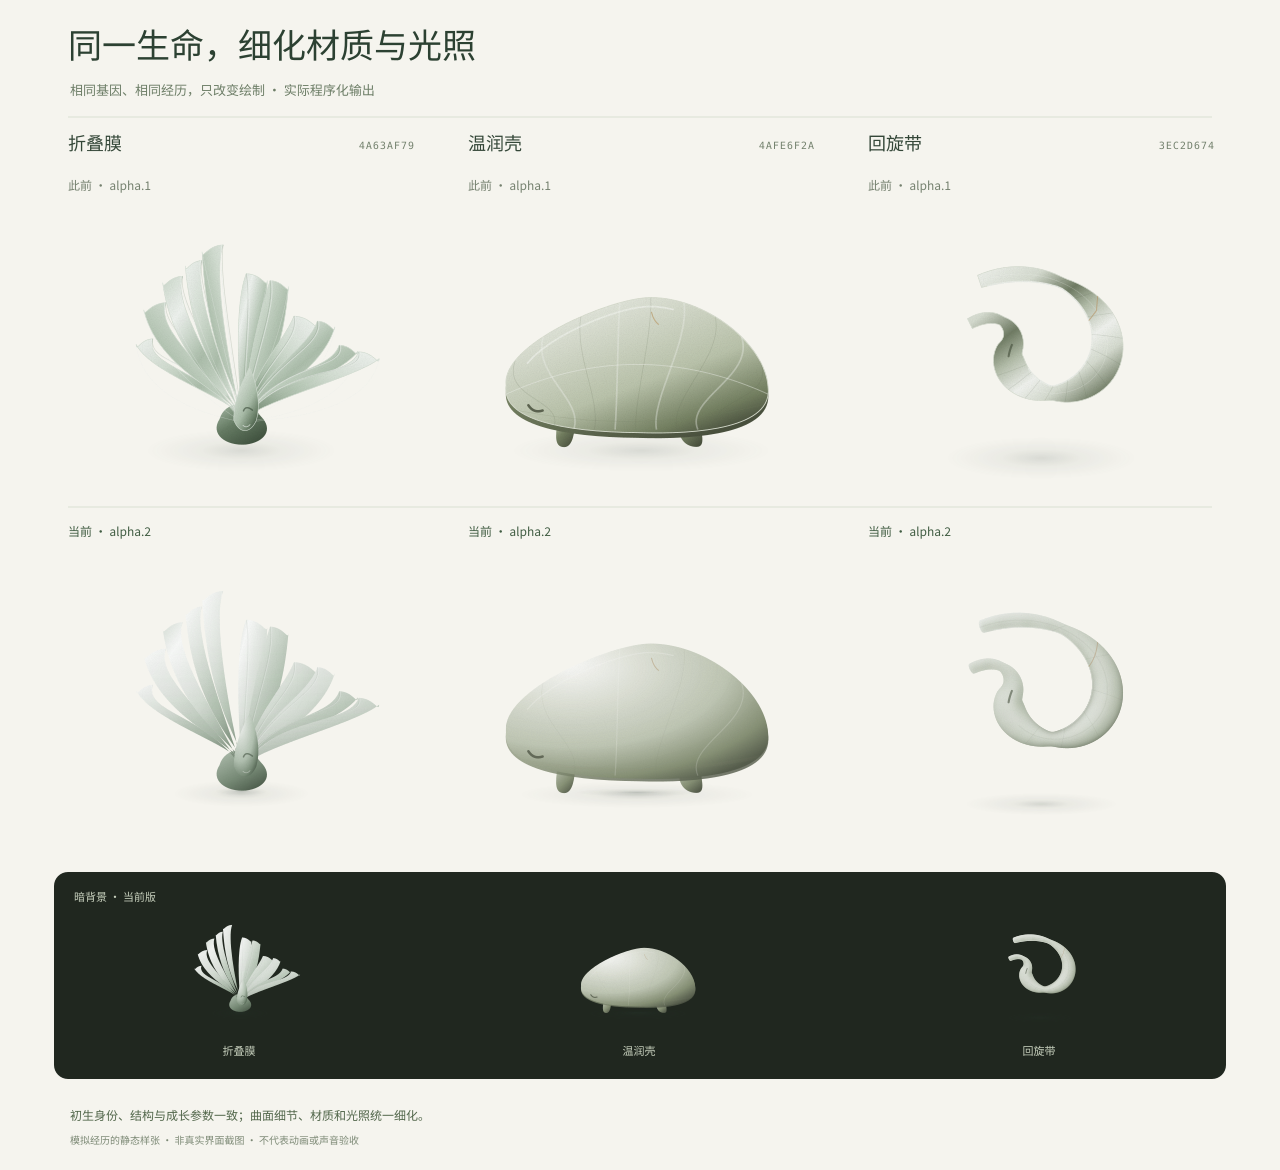 同一生命，细化材质与光照
相同基因、相同经历，只改变绘制 · 实际程序化输出
折叠膜 4A63AF79
温润壳 4AFE6F2A
回旋带 3EC2D674
此前 · alpha.1
此前 · alpha.1
此前 · alpha.1
当前 · alpha.2
当前 · alpha.2
当前 · alpha.2
暗背景 · 当前版
折叠膜
温润壳
回旋带
初生身份、结构与成长参数一致；曲面细节、材质和光照统一细化。
模拟经历的静态样张 · 非真实界面截图 · 不代表动画或声音验收